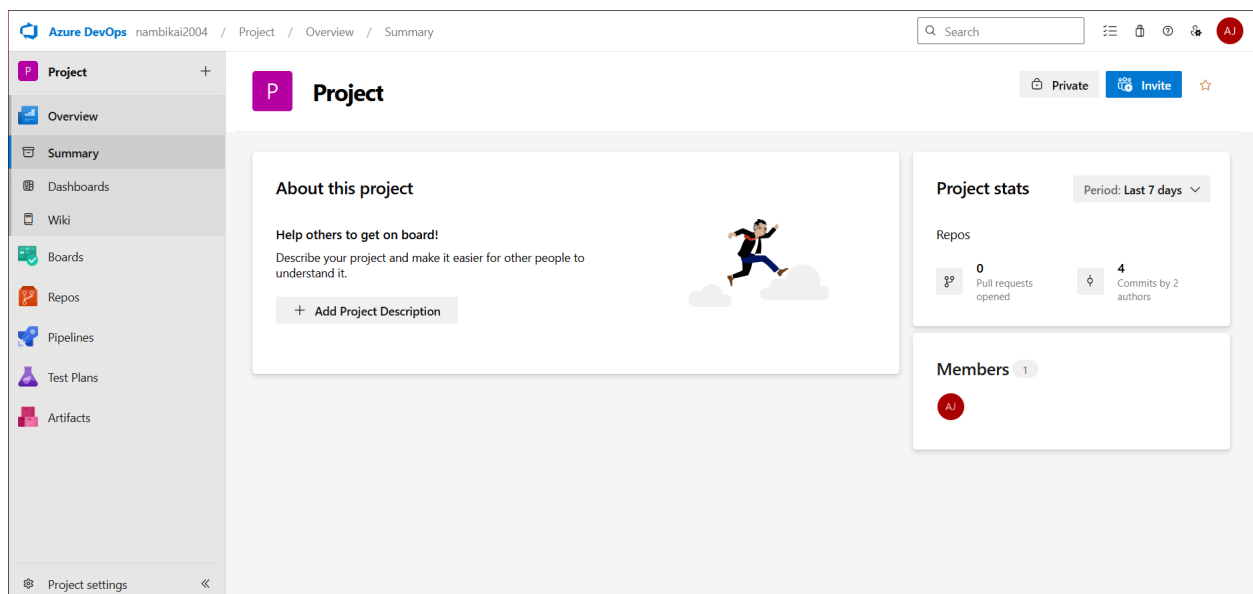 Azure DevOps nambikai2004 / Project / Overview / Summary
Search
AJ
P Project +
Overview
Summary
Dashboards
Wiki
Boards
Repos
Pipelines
Test Plans
Artifacts
Project settings
P Project
Private
Invite
About this project
Help others to get on board!
Describe your project and make it easier for other people to
understand it.
+ Add Project Description
Project stats
Period: Last 7 days
Repos
0
Pull requests
opened
4
Commits by 2
authors
Members 1
AJ